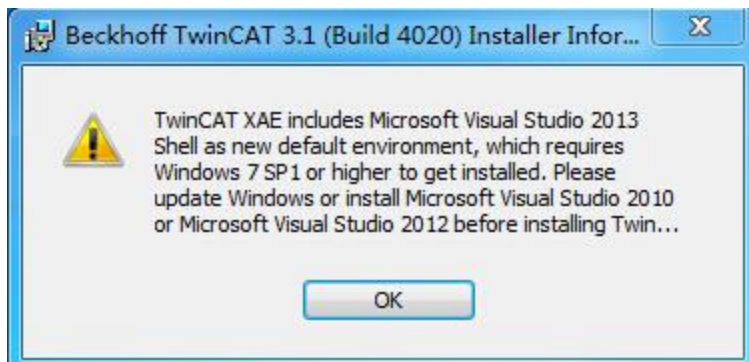 Beckhoff TwinCAT 3.1 (Build 4020) Installer Infor...
TwinCAT XAE includes Microsoft Visual Studio 2013
Shell as new default environment, which requires
Windows 7 SP1 or higher to get installed. Please
update Windows or install Microsoft Visual Studio 2010
or Microsoft Visual Studio 2012 before installing Twin...
OK